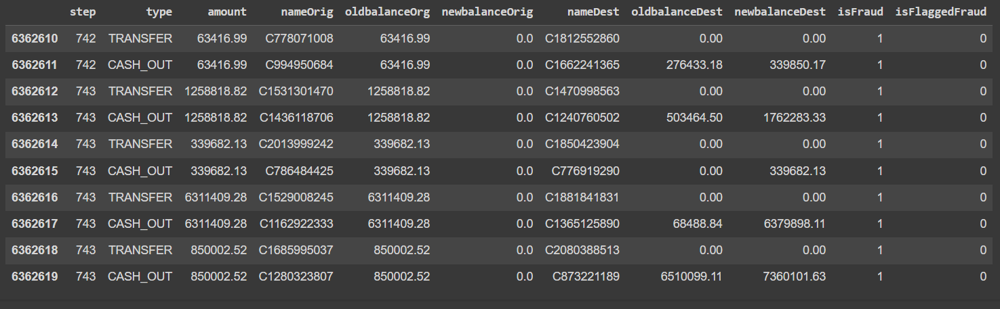 step type amount nameOrig oldbalanceOrg newbalanceOrig nameDest oldbalanceDest newbalanceDest isFraud isFlaggedFraud
6362610 742 TRANSFER 63416.99 C778071008 63416.99 0.0 C1812552860 0.00 0.00 1 0
6362611 742 CASH_OUT 63416.99 C994950684 63416.99 0.0 C1662241365 276433.18 339850.17 1 0
6362612 743 TRANSFER 1258818.82 C1531301470 1258818.82 0.0 C1470998563 0.00 0.00 1 0
6362613 743 CASH_OUT 1258818.82 C1436118706 1258818.82 0.0 C1240760502 503464.50 1762283.33 1 0
6362614 743 TRANSFER 339682.13 C2013999242 339682.13 0.0 C1850423904 0.00 0.00 1 0
6362615 743 CASH_OUT 339682.13 C786484425 339682.13 0.0 C776919290 0.00 339682.13 1 0
6362616 743 TRANSFER 6311409.28 C1529008245 6311409.28 0.0 C1881841831 0.00 0.00 1 0
6362617 743 CASH_OUT 6311409.28 C1162922333 6311409.28 0.0 C1365125890 68488.84 6379898.11 1 0
6362618 743 TRANSFER 850002.52 C1685995037 850002.52 0.0 C2080388513 0.00 0.00 1 0
6362619 743 CASH_OUT 850002.52 C1280323807 850002.52 0.0 C873221189 6510099.11 7360101.63 1 0